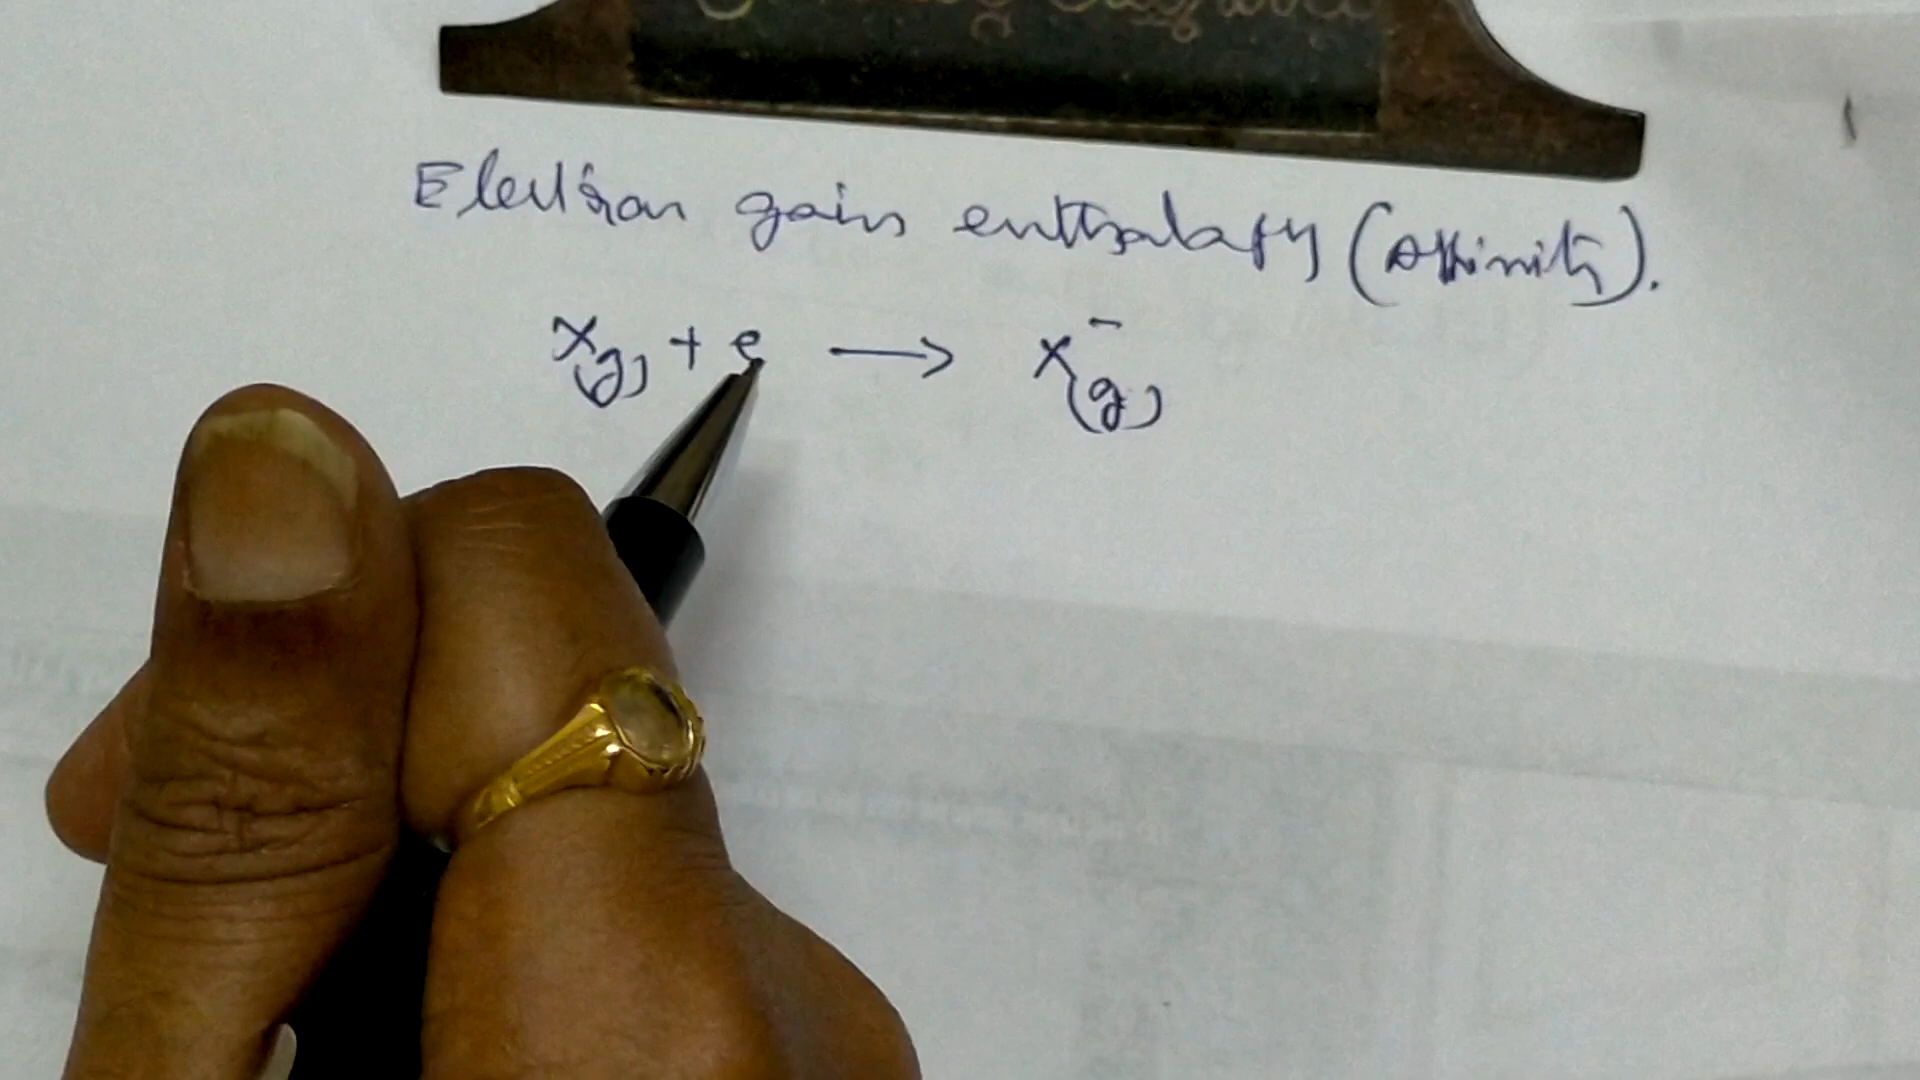 Electron gain enthalpy (Affinity).
X(g) + e → X⁻(g)